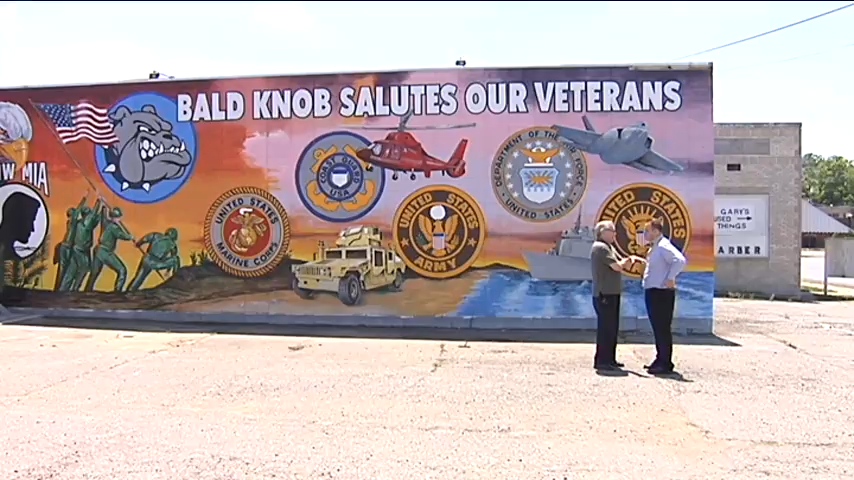 BALD KNOB SALUTES OUR VETERANS
W MIA
COAST GUARD
USA
DEPARTMENT OF THE AIR FORCE
UNITED STATES
UNITED STATES
MARINE CORPS
UNITED STATES
ARMY
UNITED STATES
GARY'S
USED
THINGS
ARBER